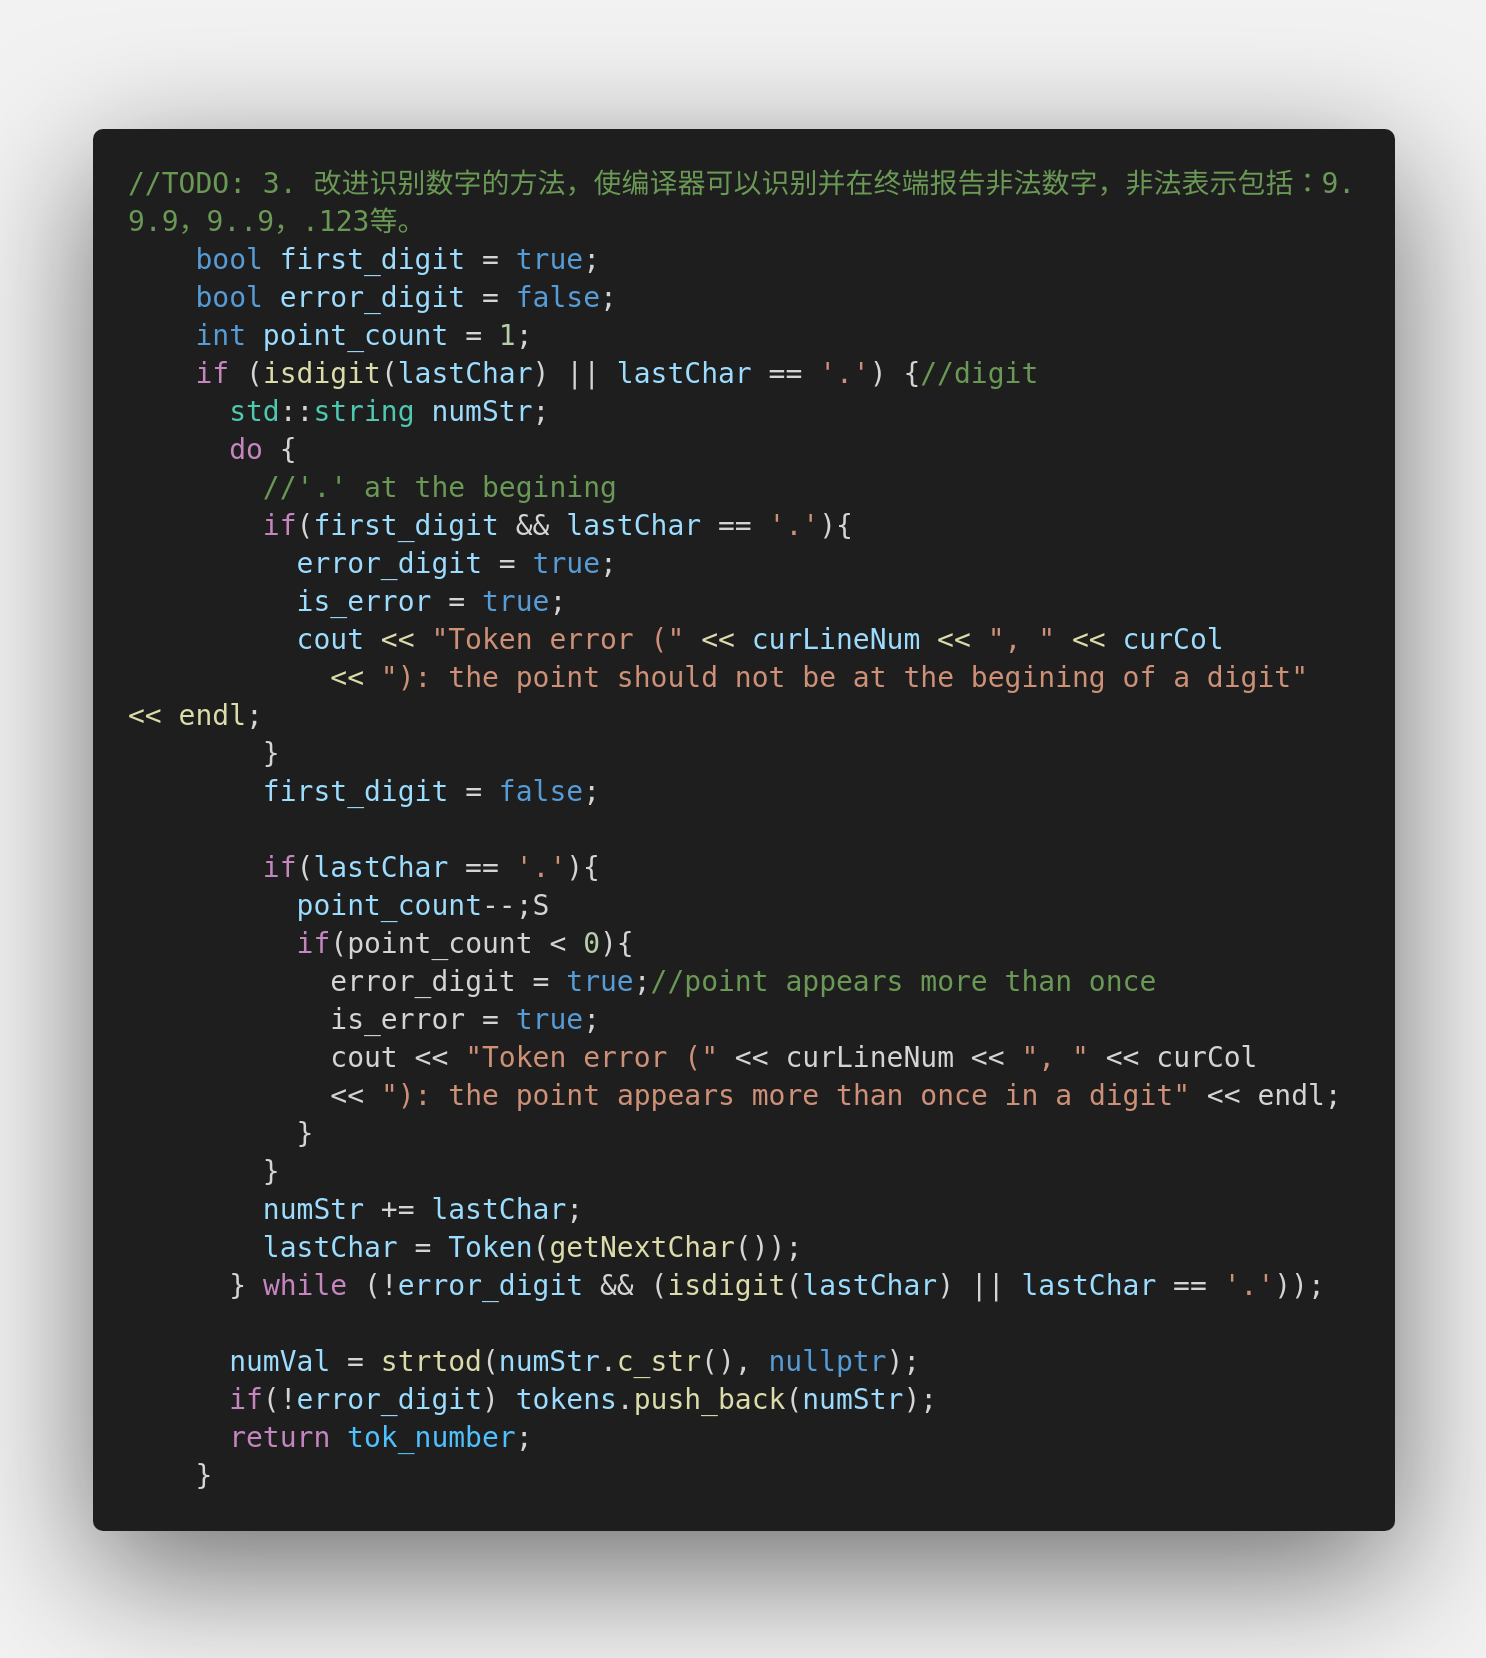 //TODO: 3. 改进识别数字的方法，使编译器可以识别并在终端报告非法数字，非法表示包括：9.
9.9，9..9，.123等。
    bool first_digit = true;
    bool error_digit = false;
    int point_count = 1;
    if (isdigit(lastChar) || lastChar == '.') {//digit
      std::string numStr;
      do {
        //'.' at the begining
        if(first_digit && lastChar == '.'){
          error_digit = true;
          is_error = true;
          cout << "Token error (" << curLineNum << ", " << curCol
            << "): the point should not be at the begining of a digit"
<< endl;
        }
        first_digit = false;

        if(lastChar == '.'){
          point_count--;S
          if(point_count < 0){
            error_digit = true;//point appears more than once
            is_error = true;
            cout << "Token error (" << curLineNum << ", " << curCol
            << "): the point appears more than once in a digit" << endl;
          }
        }
        numStr += lastChar;
        lastChar = Token(getNextChar());
      } while (!error_digit && (isdigit(lastChar) || lastChar == '.'));

      numVal = strtod(numStr.c_str(), nullptr);
      if(!error_digit) tokens.push_back(numStr);
      return tok_number;
    }